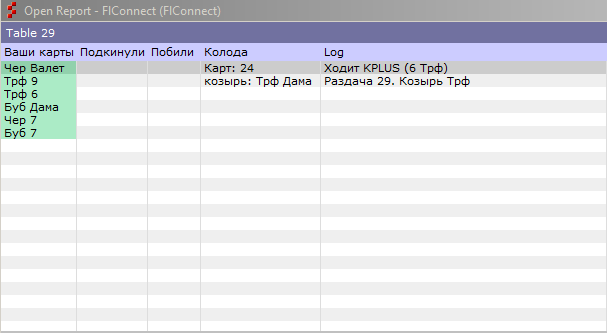 Open Report - FIConnect (FIConnect)
Table 29
Ваши карты Подкинули Побили Колода Log
Чер Валет Карт: 24 Ходит KPLUS (6 Трф)
Трф 9 козырь: Трф Дама Раздача 29. Козырь Трф
Трф 6
Буб Дама
Чер 7
Буб 7